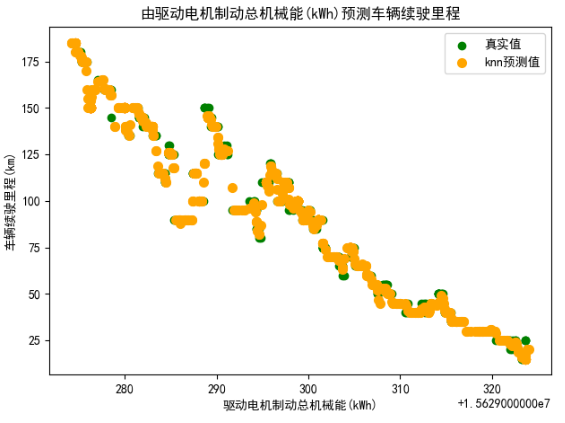 由驱动电机制动总机械能(kWh)预测车辆续驶里程
真实值
knn预测值
车辆续驶里程(km)
175
150
125
100
75
50
25
280
290
300
310
320
+1.5629000000e7
驱动电机制动总机械能(kWh)